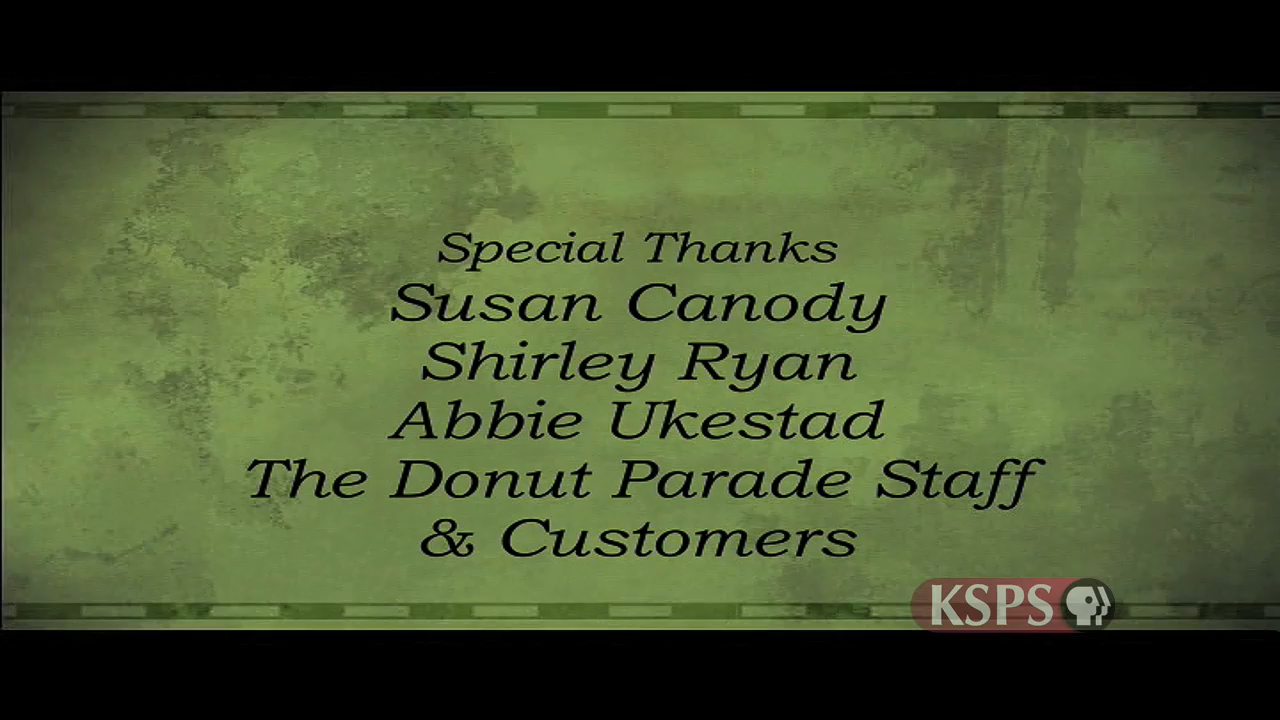 Special Thanks
Susan Canody
Shirley Ryan
Abbie Ukestad
The Donut Parade Staff
& Customers
KSPS